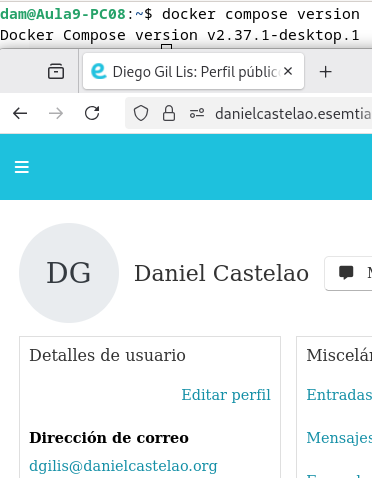 dam@Aula9-PC08:~$ docker compose version
Docker Compose version v2.37.1-desktop.1
Diego Gil Lis: Perfil públic
danielcastelao.esemtia
DG
Daniel Castelao
Detalles de usuario
Editar perfil
Dirección de correo
dgilis@danielcastelao.org
Miscelán
Entradas
Mensajes